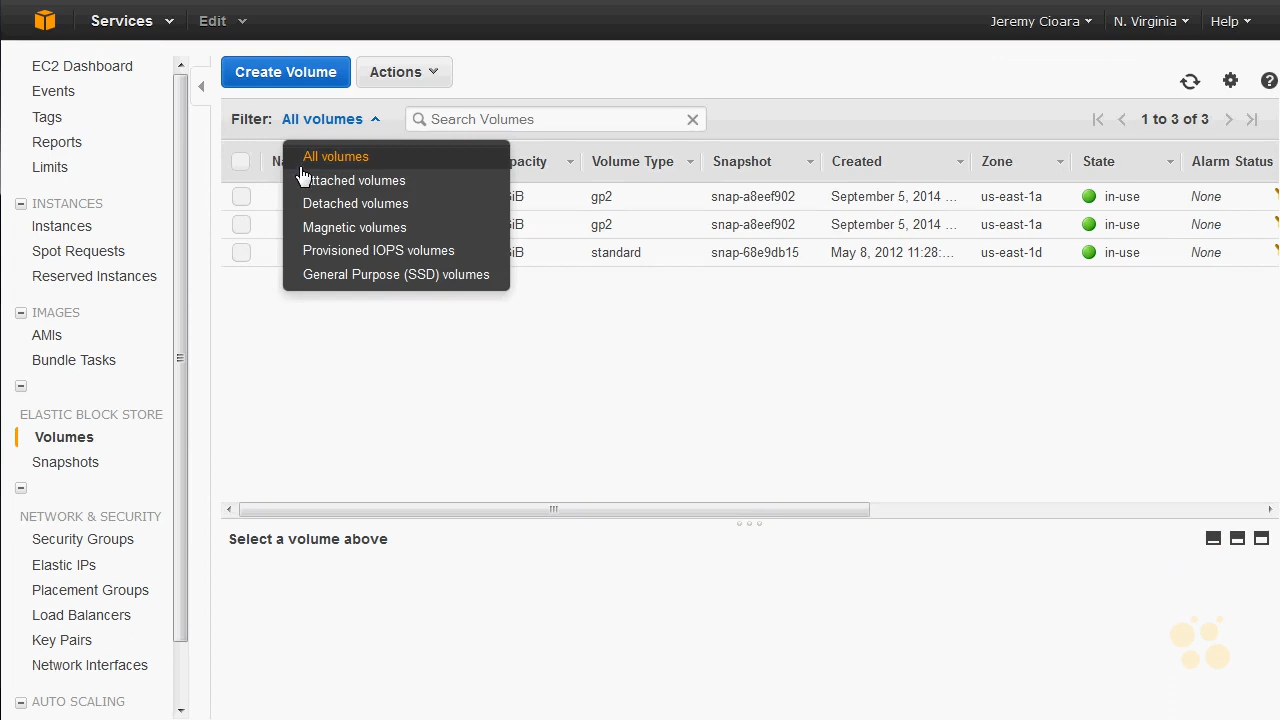 Services Edit Jeremy Cioara N. Virginia Help
EC2 Dashboard
Events
Tags
Reports
Limits
INSTANCES
Instances
Spot Requests
Reserved Instances
IMAGES
AMIs
Bundle Tasks
ELASTIC BLOCK STORE
Volumes
Snapshots
NETWORK & SECURITY
Security Groups
Elastic IPs
Placement Groups
Load Balancers
Key Pairs
Network Interfaces
AUTO SCALING
Create Volume Actions
Filter: All volumes Search Volumes 1 to 3 of 3
All volumes
Attached volumes
Detached volumes
Magnetic volumes
Provisioned IOPS volumes
General Purpose (SSD) volumes
Volume Type Snapshot Created Zone State Alarm Status
gp2 snap-a8eef902 September 5, 2014 ... us-east-1a in-use None
gp2 snap-a8eef902 September 5, 2014 ... us-east-1a in-use None
standard snap-68e9db15 May 8, 2012 11:28:... us-east-1d in-use None
Select a volume above